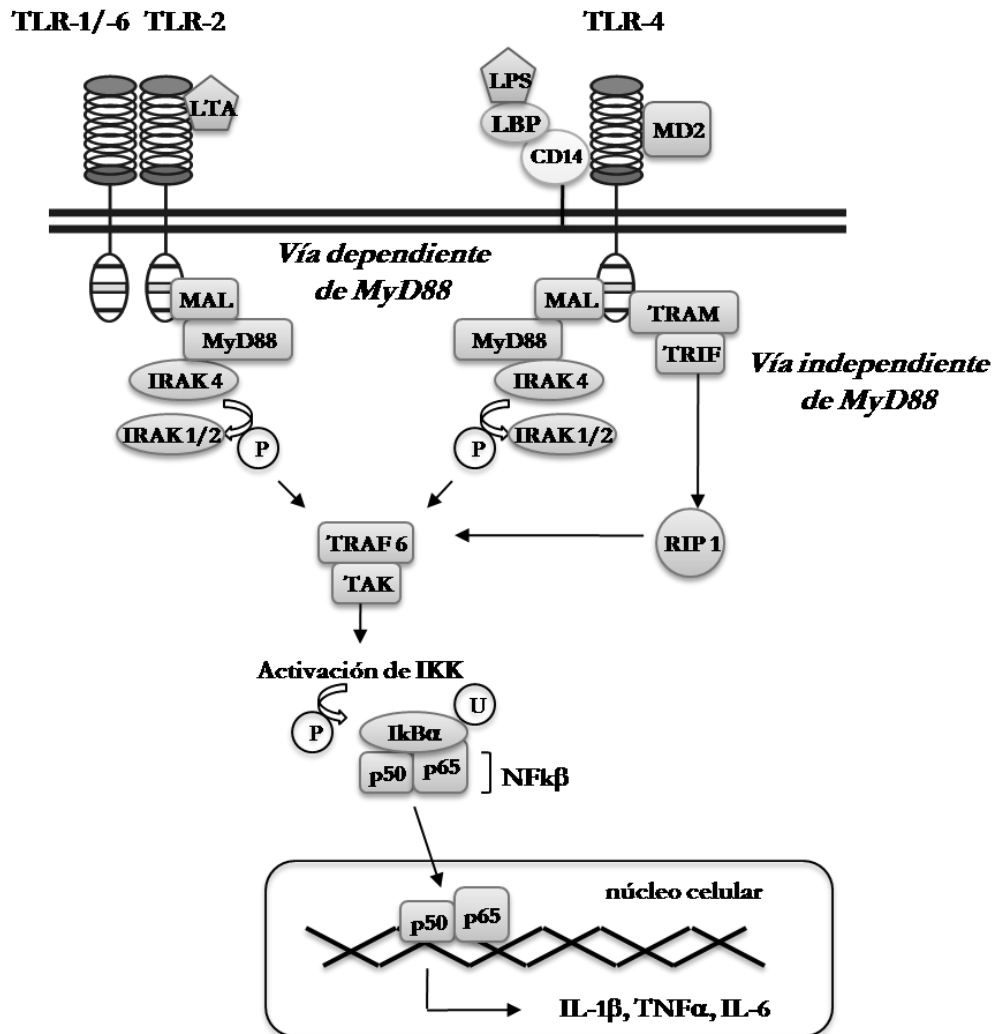 TLR-1/-6 TLR-2
TLR-4
LTA
LPS
LBP
CD14
MD2
Vía dependiente
de MyD88
MAL
MyD88
IRAK 4
IRAK 1/2
P
MAL
MyD88
IRAK 4
P
IRAK 1/2
TRAM
TRIF
Vía independiente
de MyD88
RIP 1
TRAF 6
TAK
Activación de IKK
P
U
IkBα
p50
p65
NFkβ
núcleo celular
p50
p65
IL-1β, TNFα, IL-6